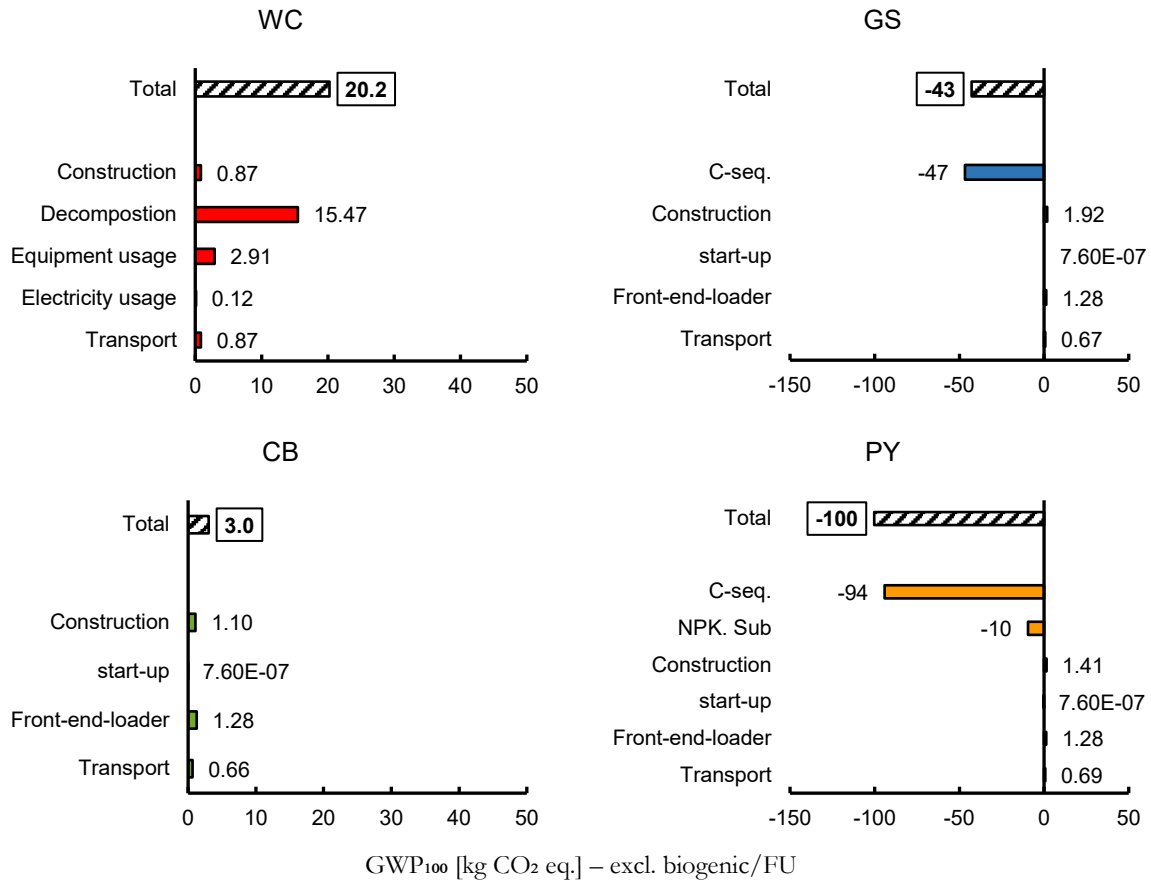 WC
Total 20.2
Construction 0.87
Decompostion 15.47
Equipment usage 2.91
Electricity usage 0.12
Transport 0.87
0 10 20 30 40 50
GS
Total -43
C-seq. -47
Construction 1.92
start-up 7.60E-07
Front-end-loader 1.28
Transport 0.67
-150 -100 -50 0 50
CB
Total 3.0
Construction 1.10
start-up 7.60E-07
Front-end-loader 1.28
Transport 0.66
0 10 20 30 40 50
PY
Total -100
C-seq. -94
NPK. Sub -10
Construction 1.41
start-up 7.60E-07
Front-end-loader 1.28
Transport 0.69
-150 -100 -50 0 50
GWP₁₀₀ [kg CO₂ eq.] – excl. biogenic/FU